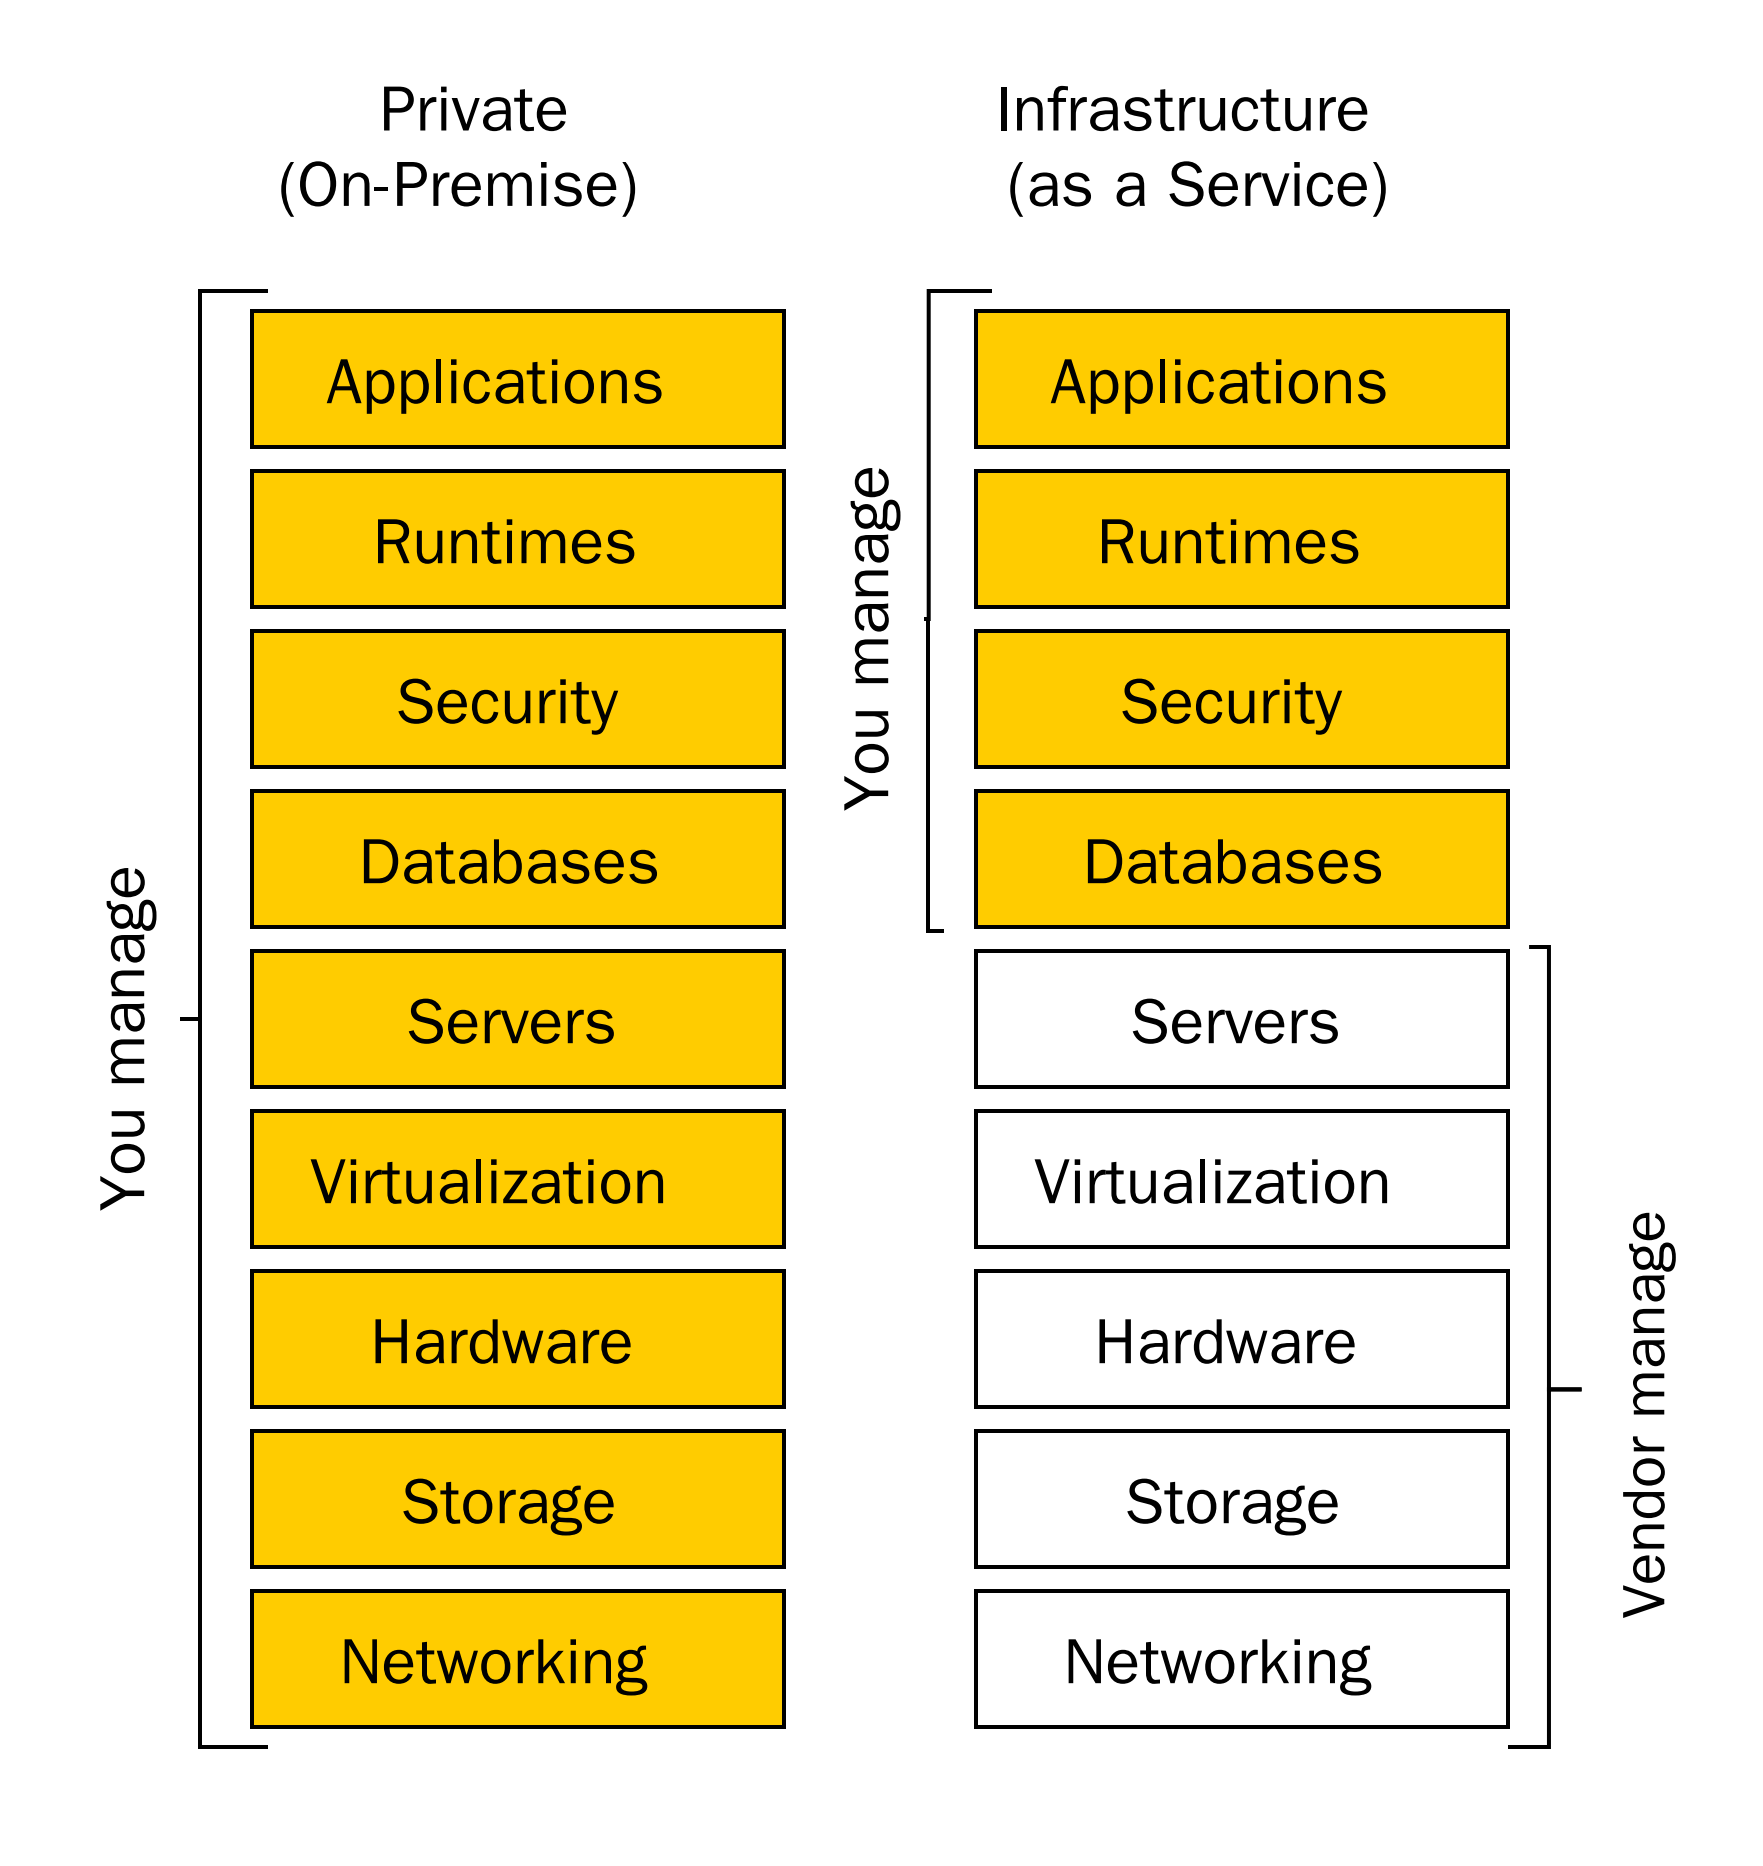 Private
(On-Premise)
You manage
Applications
Runtimes
Security
Databases
Servers
Virtualization
Hardware
Storage
Networking
Infrastructure
(as a Service)
You manage
Applications
Runtimes
Security
Databases
Servers
Virtualization
Hardware
Storage
Networking
Vendor manage